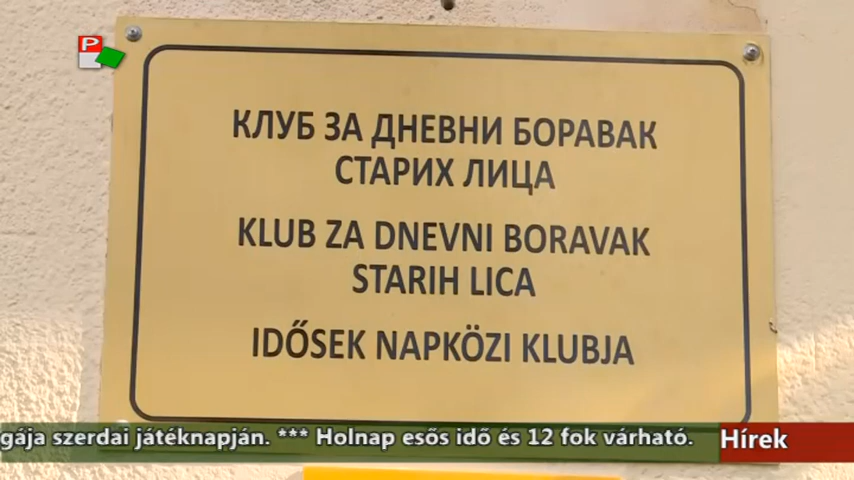 P
КЛУБ ЗА ДНЕВНИ БОРАВАК
СТАРИХ ЛИЦА
KLUB ZA DNEVNI BORAVAK
STARIH LICA
IDŐSEK NAPKÖZI KLUBJA
gája szerdai játéknapján. *** Holnap esős idő és 12 fok várható.
Hírek